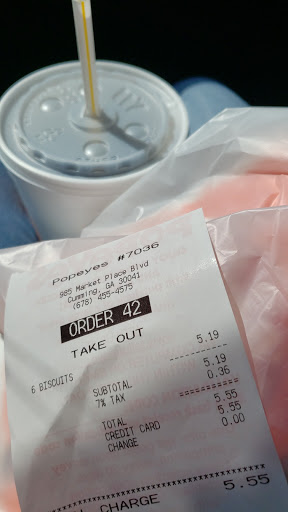 Popeyes #7036
985 Market Place Blvd
Cumming, GA 30041
(678) 455-4575
ORDER 42
TAKE OUT
6 BISCUITS 5.19
SUBTOTAL 5.19
7% TAX 0.36
TOTAL 5.55
CREDIT CARD 5.55
CHANGE 0.00
CHARGE 5.55